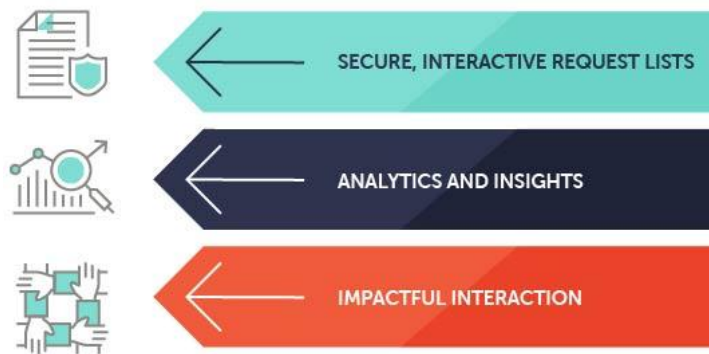 SECURE, INTERACTIVE REQUEST LISTS
ANALYTICS AND INSIGHTS
IMPACTFUL INTERACTION